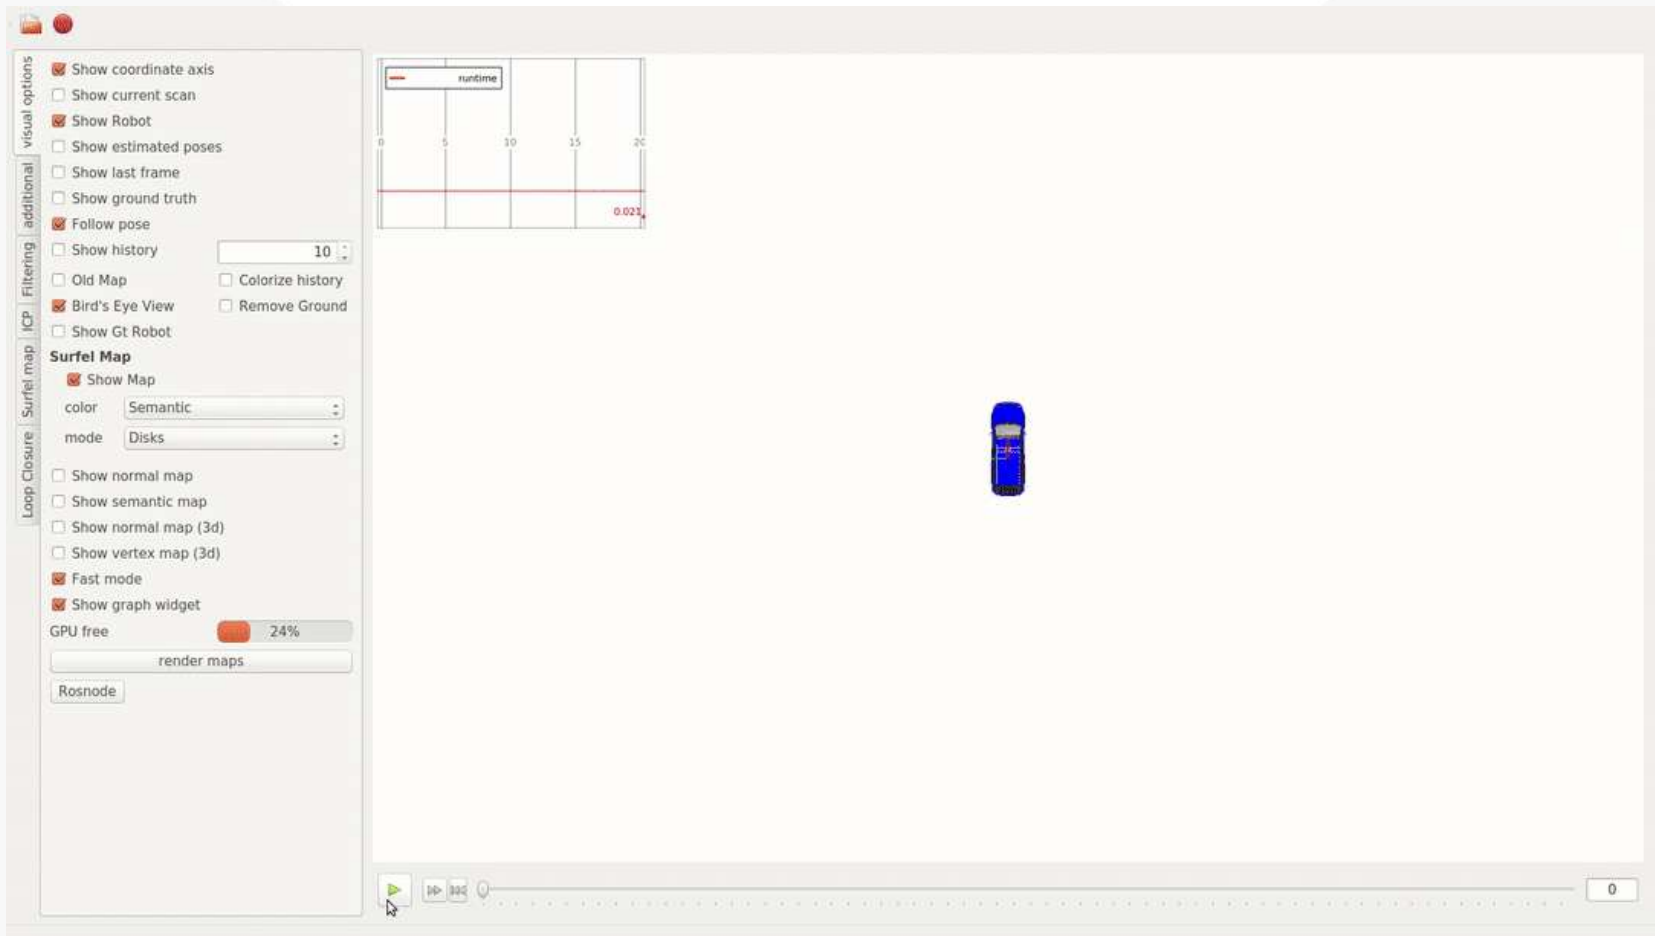 visual options
additional
Filtering
ICP
Surfel map
Loop Closure
Show coordinate axis
Show current scan
Show Robot
Show estimated poses
Show last frame
Show ground truth
Follow pose
Show history 10
Old Map Colorize history
Bird's Eye View Remove Ground
Show Gt Robot
Surfel Map
Show Map
color Semantic
mode Disks
Show normal map
Show semantic map
Show normal map (3d)
Show vertex map (3d)
Fast mode
Show graph widget
GPU free 24%
render maps
Rosnode
runtime
0 5 10 15 20
0.021
0